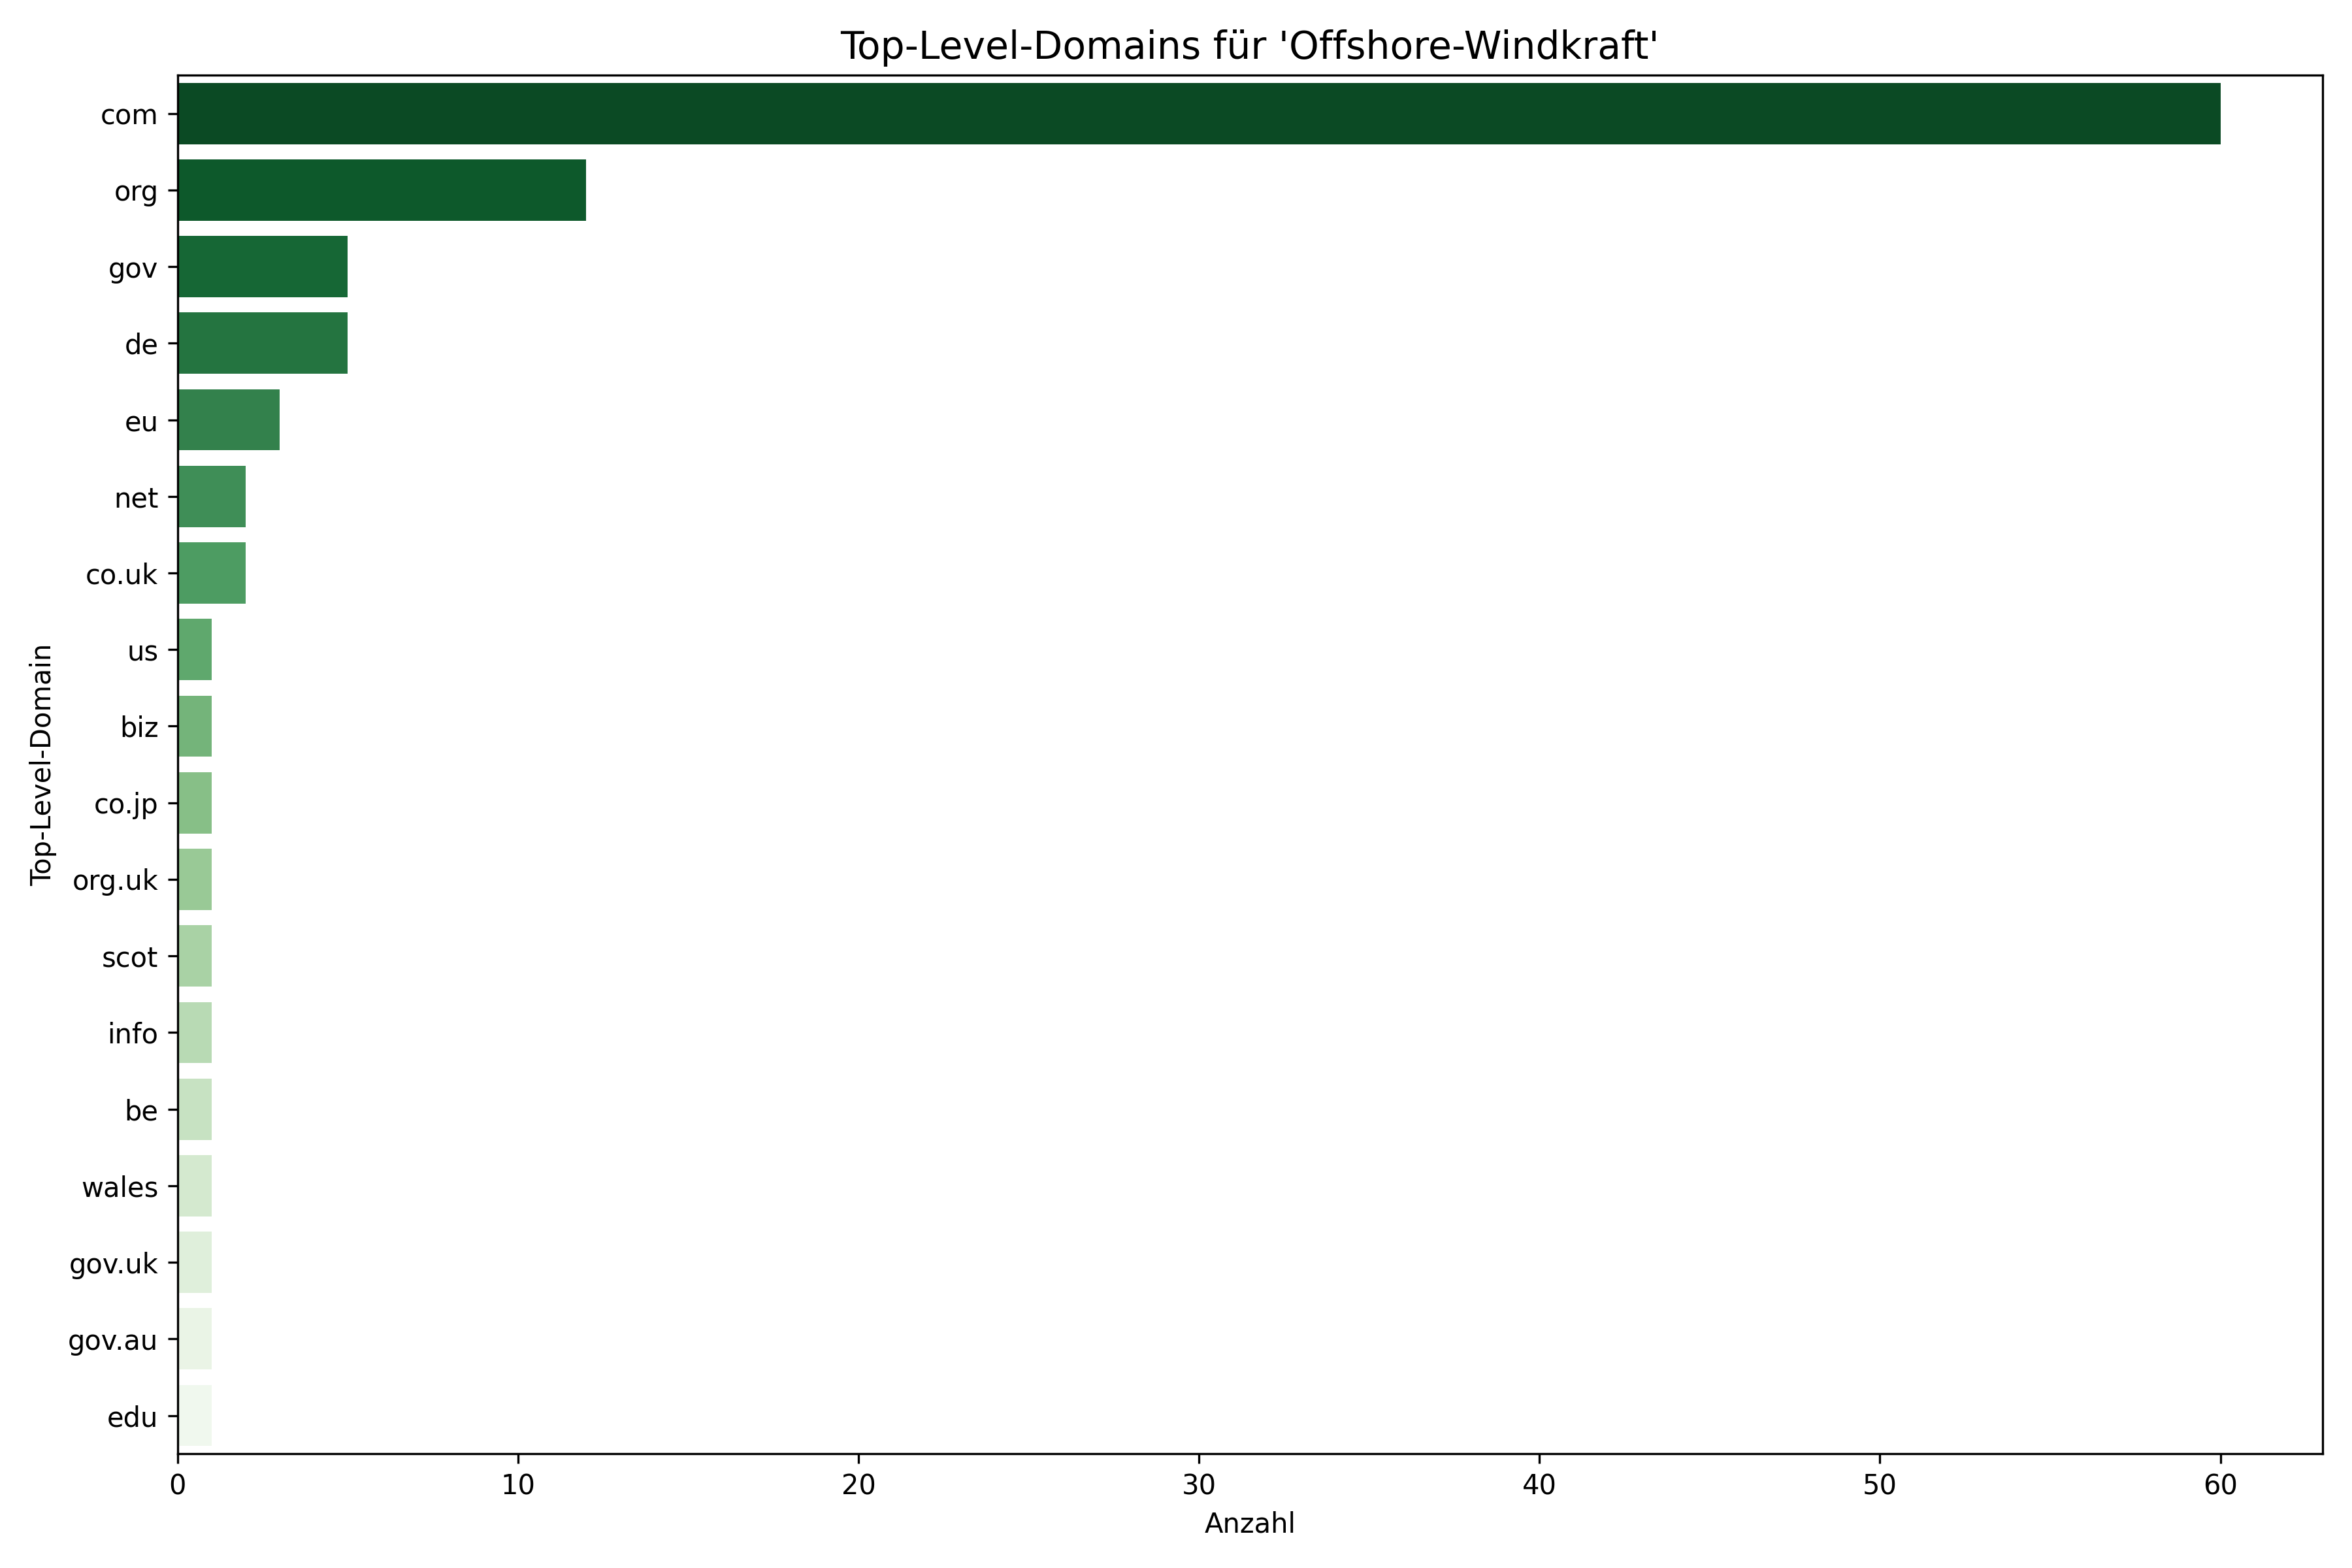 Top-Level-Domains für 'Offshore-Windkraft'
com
org
gov
de
eu
net
co.uk
us
biz
co.jp
org.uk
scot
info
be
wales
gov.uk
gov.au
edu
Top-Level-Domain
0 10 20 30 40 50 60
Anzahl